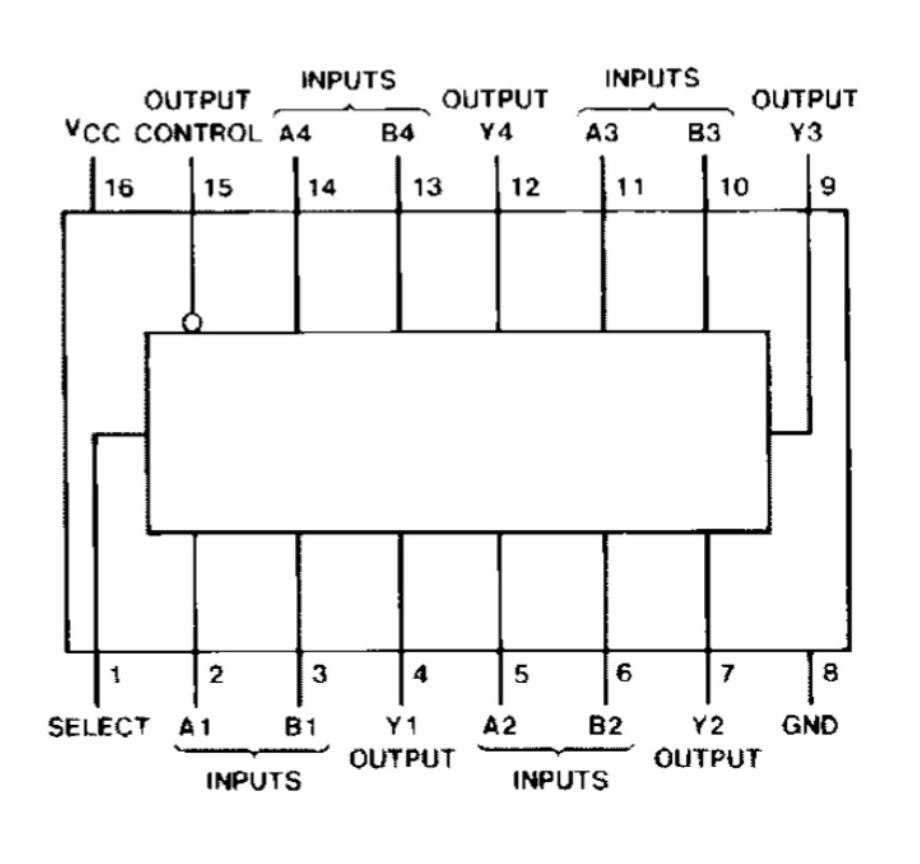 INPUTS INPUTS
OUTPUT OUTPUT OUTPUT
VCC CONTROL A4 B4 Y4 A3 B3 Y3
16 15 14 13 12 11 10 9
1 2 3 4 5 6 7 8
SELECT A1 B1 Y1 A2 B2 Y2 GND
OUTPUT OUTPUT
INPUTS INPUTS